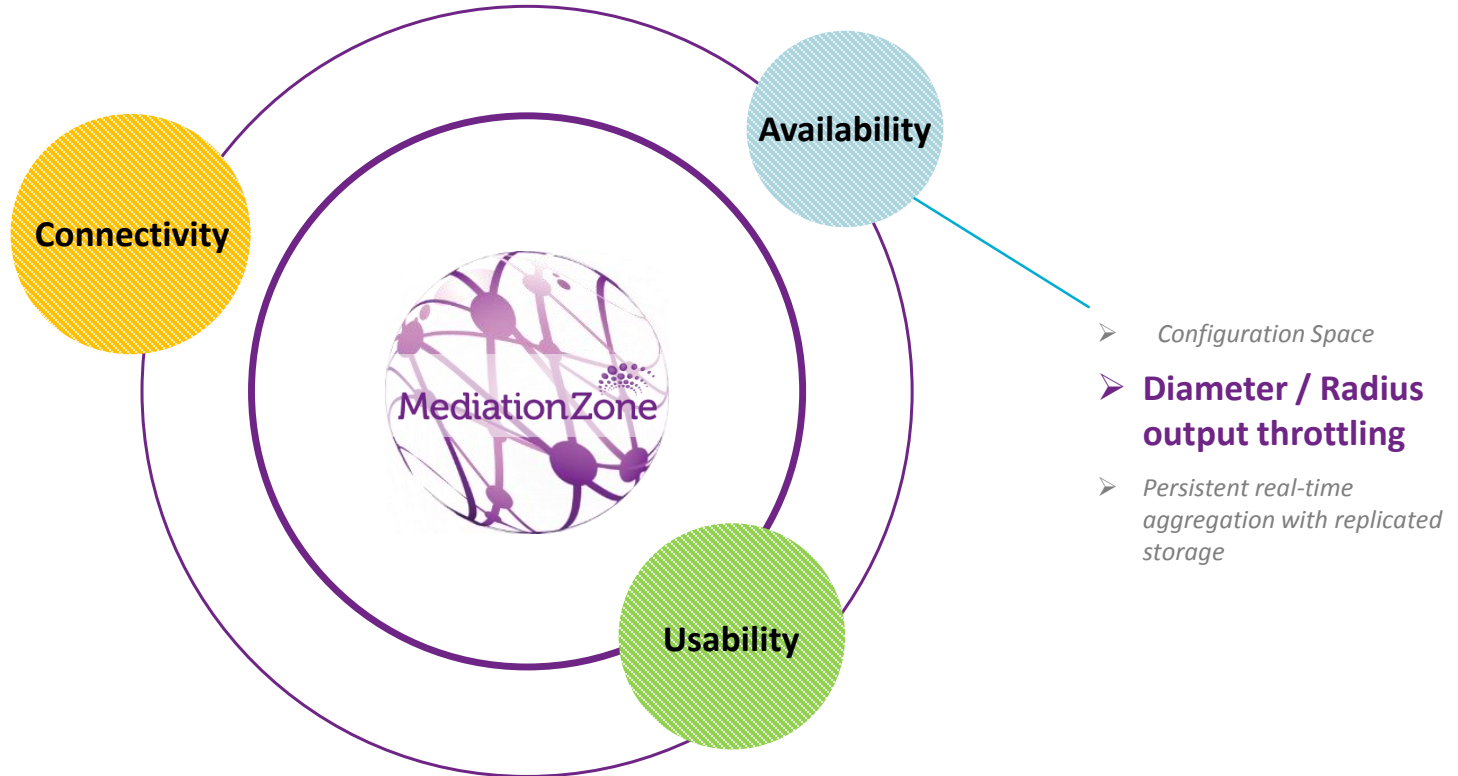 Availability
Connectivity
MediationZone
Usability
➢ Configuration Space
➢ Diameter / Radius
output throttling
➢ Persistent real-time
aggregation with replicated
storage